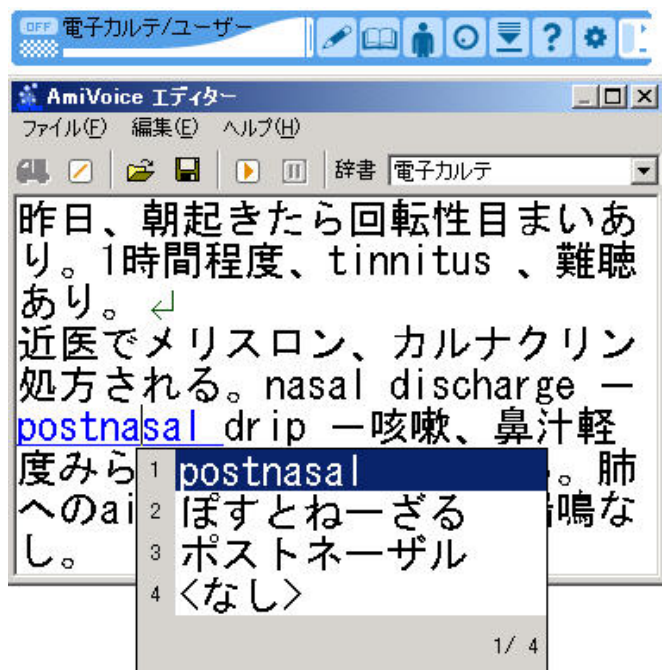 OFF 電子カルテ/ユーザー
?
AmiVoice エディター
ファイル(F) 編集(E) ヘルプ(H)
辞書 電子カルテ
昨日、朝起きたら回転性目まいあ
り。1時間程度、tinnitus 、難聴
あり。
近医でメリスロン、カルナクリン
処方される。nasal discharge ー
postnasal drip ー咳嗽、鼻汁軽
度みら
。肺
へのai
鳴な
し。
1 postnasal
2 ぽすとねーざる
3 ポストネーザル
4 <なし>
1/ 4